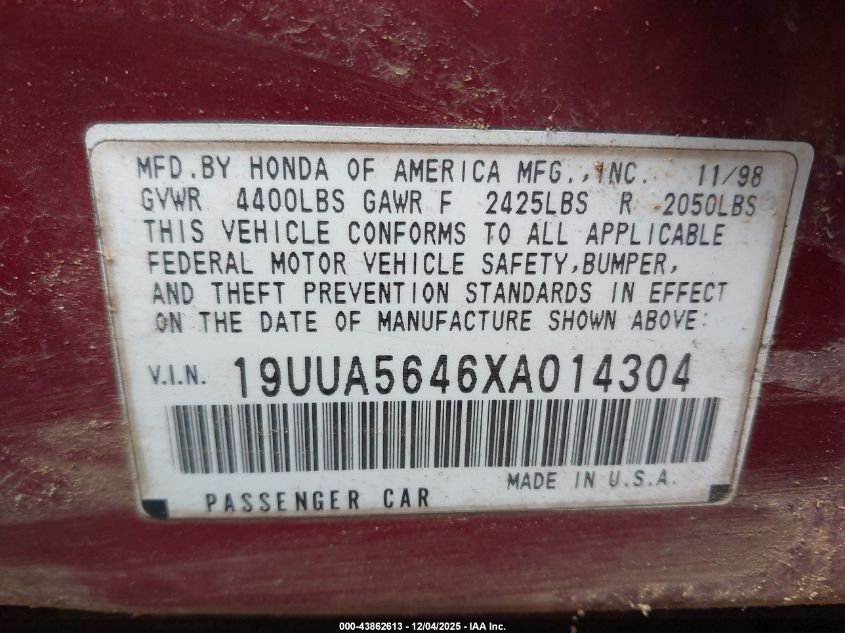 MFD.BY HONDA OF AMERICA MFG.,INC. 11/98
GVWR 4400LBS GAWR F 2425LBS R 2050LBS
THIS VEHICLE CONFORMS TO ALL APPLICABLE
FEDERAL MOTOR VEHICLE SAFETY,BUMPER,
AND THEFT PREVENTION STANDARDS IN EFFECT
ON THE DATE OF MANUFACTURE SHOWN ABOVE:
V.I.N. 19UUA5646XA014304
MADE IN U.S.A.
PASSENGER CAR
000-43862613 - 12/04/2025 - IAA Inc.